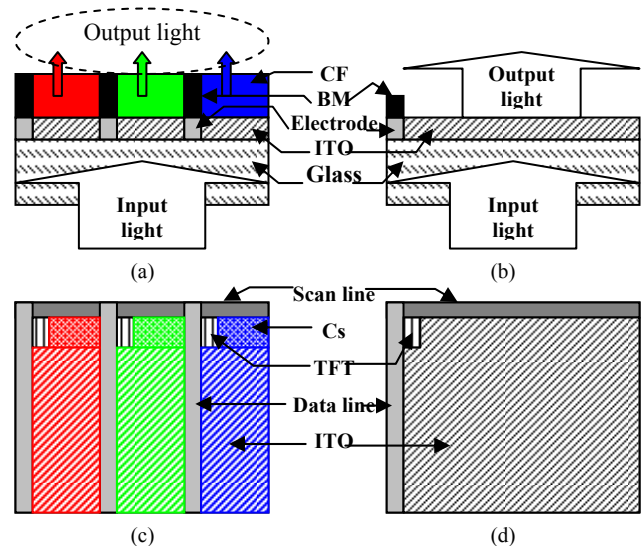 Output light
CF
BM
Electrode
ITO
Glass
Input
light
(a)
Output
light
Input
light
(b)
Scan line
Cs
TFT
Data line
ITO
(c)
(d)